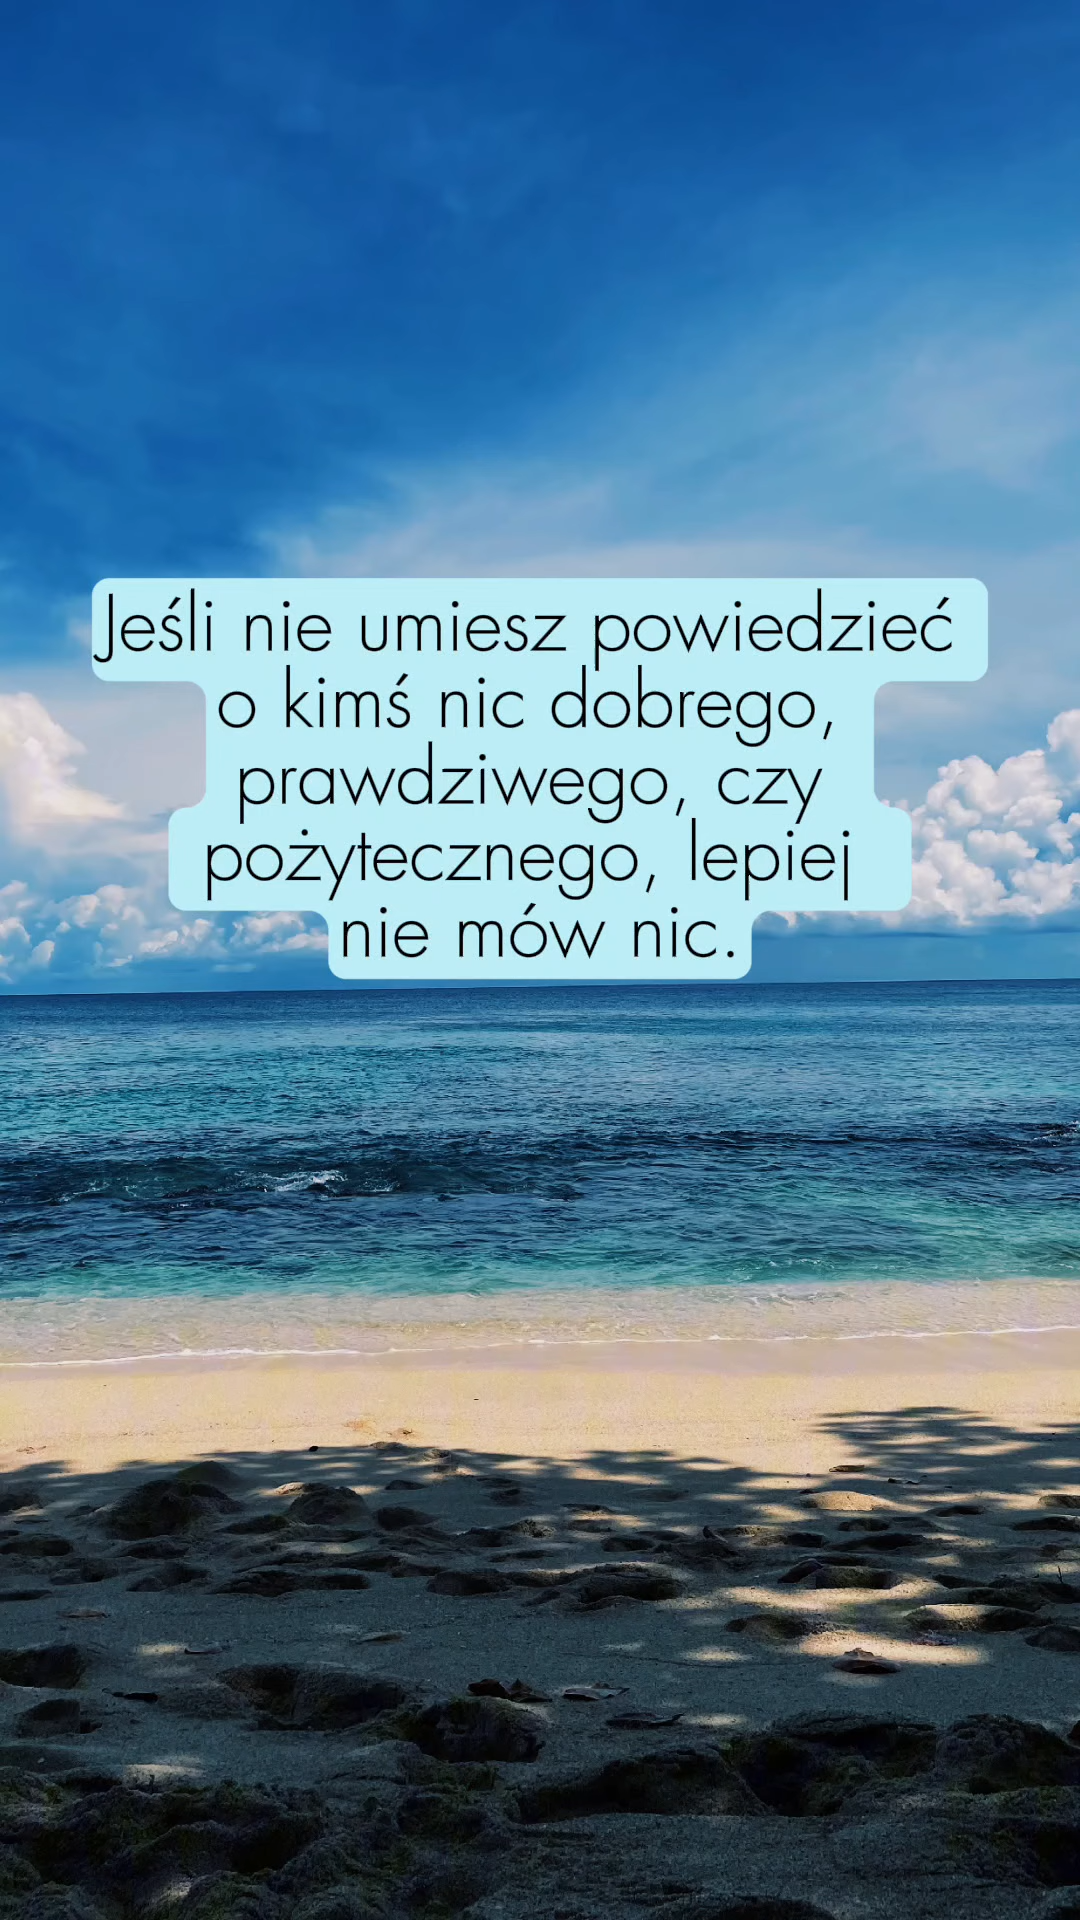 Jeśli nie umiesz powiedzieć
o kimś nic dobrego,
prawdziwego, czy
pożytecznego, lepiej
nie mów nic.